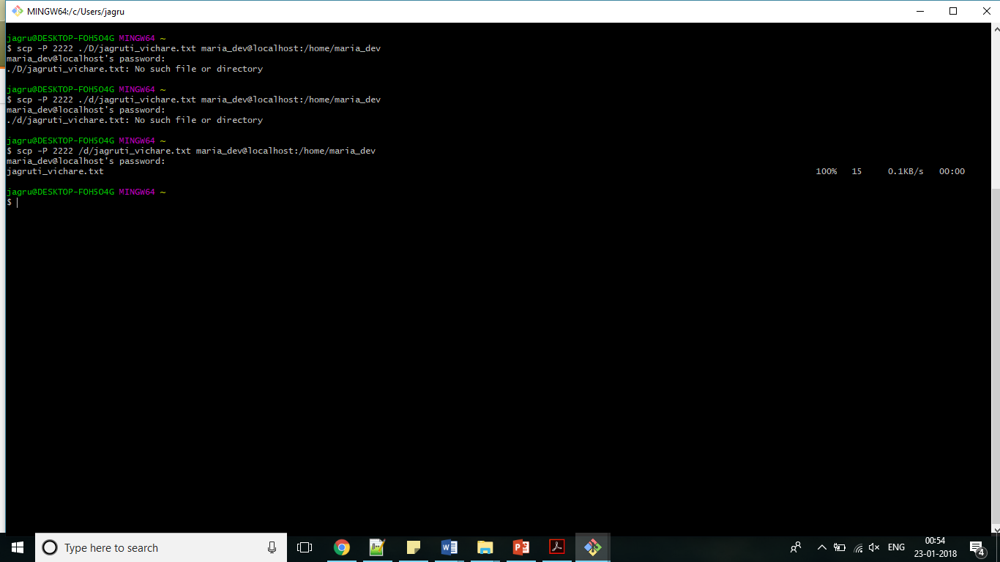 MINGW64:/c/Users/jagru
jagru@DESKTOP-FOH5O4G MINGW64 ~
$ scp -P 2222 ./D/jagruti_vichare.txt maria_dev@localhost:/home/maria_dev
maria_dev@localhost's password:
./D/jagruti_vichare.txt: No such file or directory
jagru@DESKTOP-FOH5O4G MINGW64 ~
$ scp -P 2222 ./d/jagruti_vichare.txt maria_dev@localhost:/home/maria_dev
maria_dev@localhost's password:
./d/jagruti_vichare.txt: No such file or directory
jagru@DESKTOP-FOH5O4G MINGW64 ~
$ scp -P 2222 /d/jagruti_vichare.txt maria_dev@localhost:/home/maria_dev
maria_dev@localhost's password:
jagruti_vichare.txt 100% 15 0.1KB/s 00:00
jagru@DESKTOP-FOH5O4G MINGW64 ~
$
Type here to search
ENG
00:54
23-01-2018
4